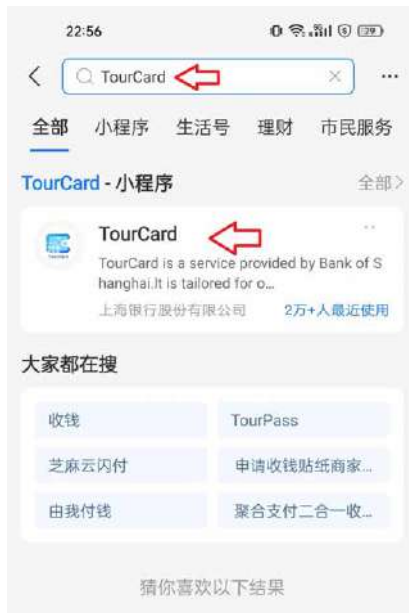 22:56
29
TourCard
全部 小程序 生活号 理财 市民服务
TourCard - 小程序 全部
TourCard
TourCard is a service provided by Bank of S
hanghai.It is tailored for o...
上海银行股份有限公司 2万+人最近使用
大家都在搜
收钱 TourPass
芝麻云闪付 申请收钱贴纸商家...
由我付钱 聚合支付二合一收...
猜你喜欢以下结果